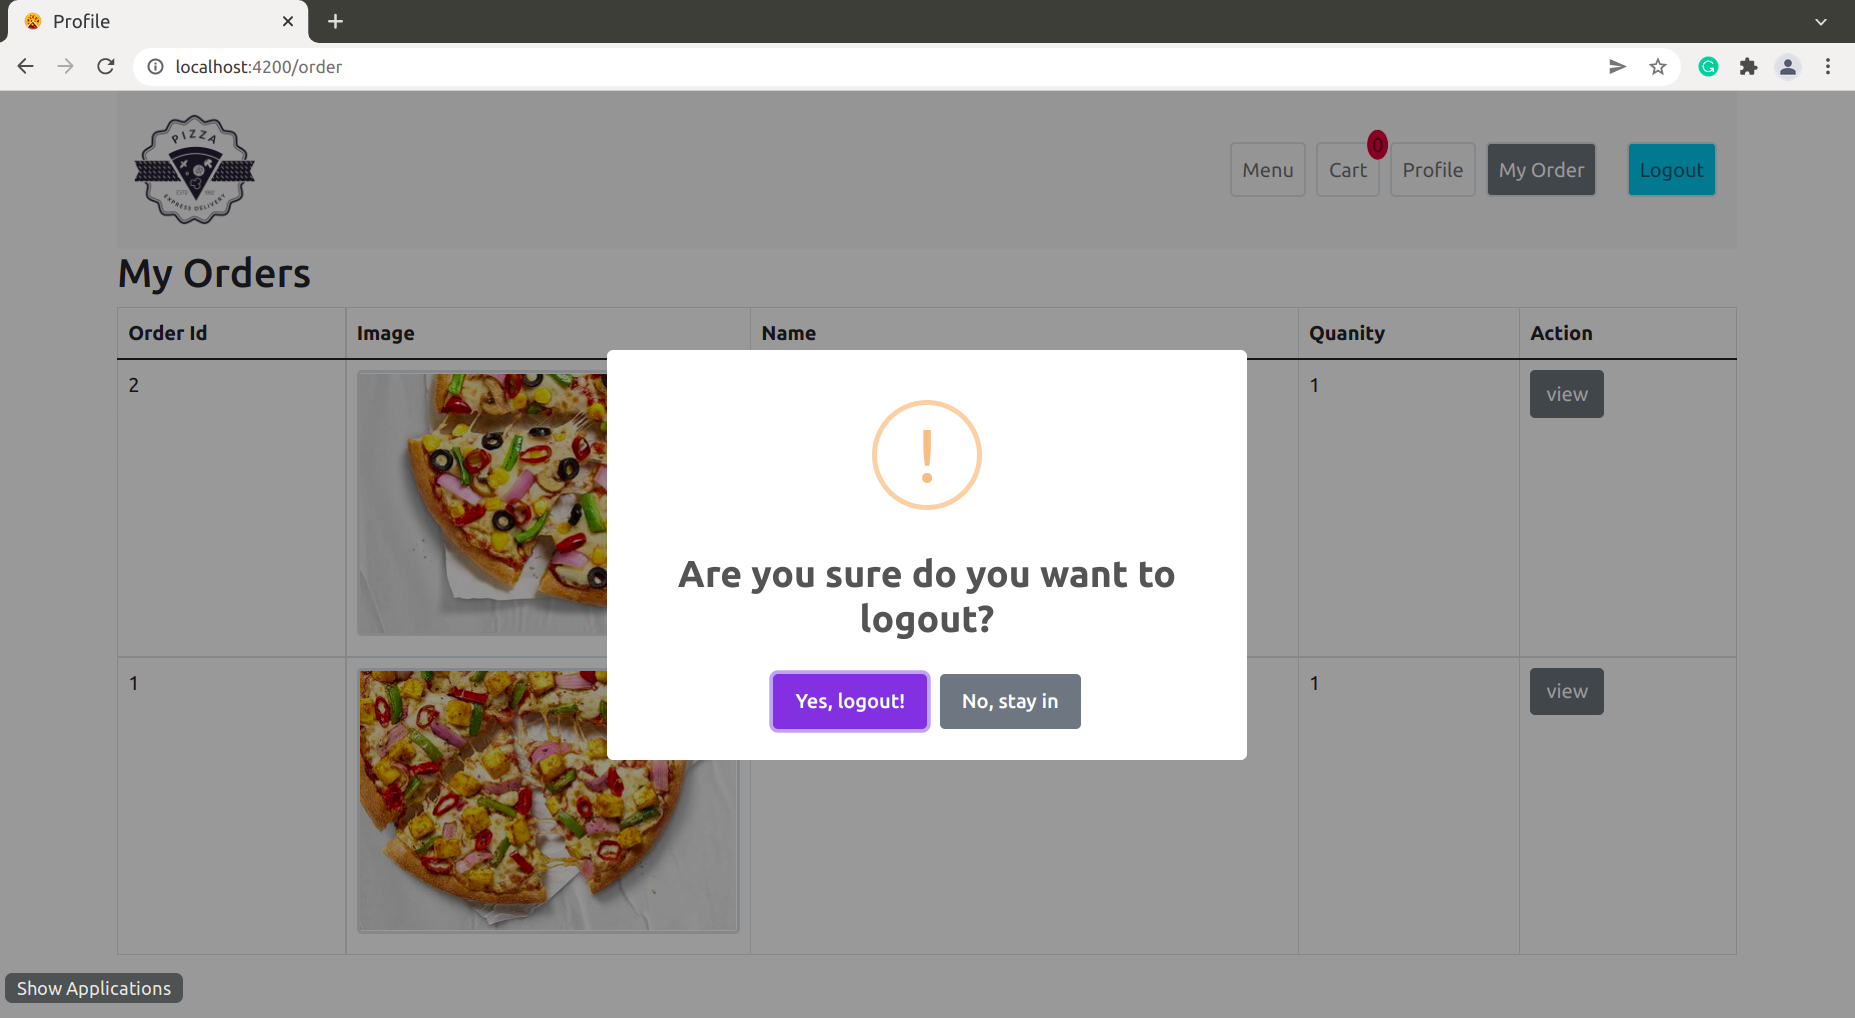 Profile
localhost:4200/order
PIZZA
EXPRESS DELIVERY
Menu
Cart
0
Profile
My Order
Logout
My Orders
Order Id
Image
Name
Quanity
Action
2
1
view
Are you sure do you want to
logout?
Yes, logout!
No, stay in
1
1
view
Show Applications